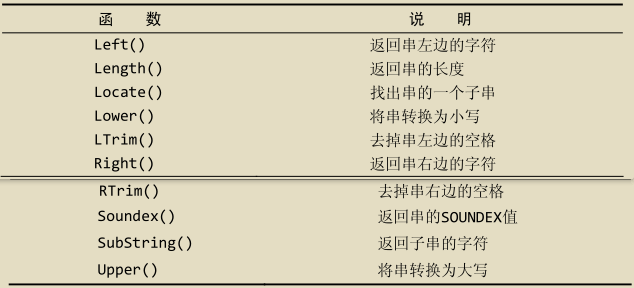 函 数 说 明
Left() 返回串左边的字符
Length() 返回串的长度
Locate() 找出串的一个子串
Lower() 将串转换为小写
LTrim() 去掉串左边的空格
Right() 返回串右边的字符
RTrim() 去掉串右边的空格
Soundex() 返回串的SOUNDEX值
SubString() 返回子串的字符
Upper() 将串转换为大写